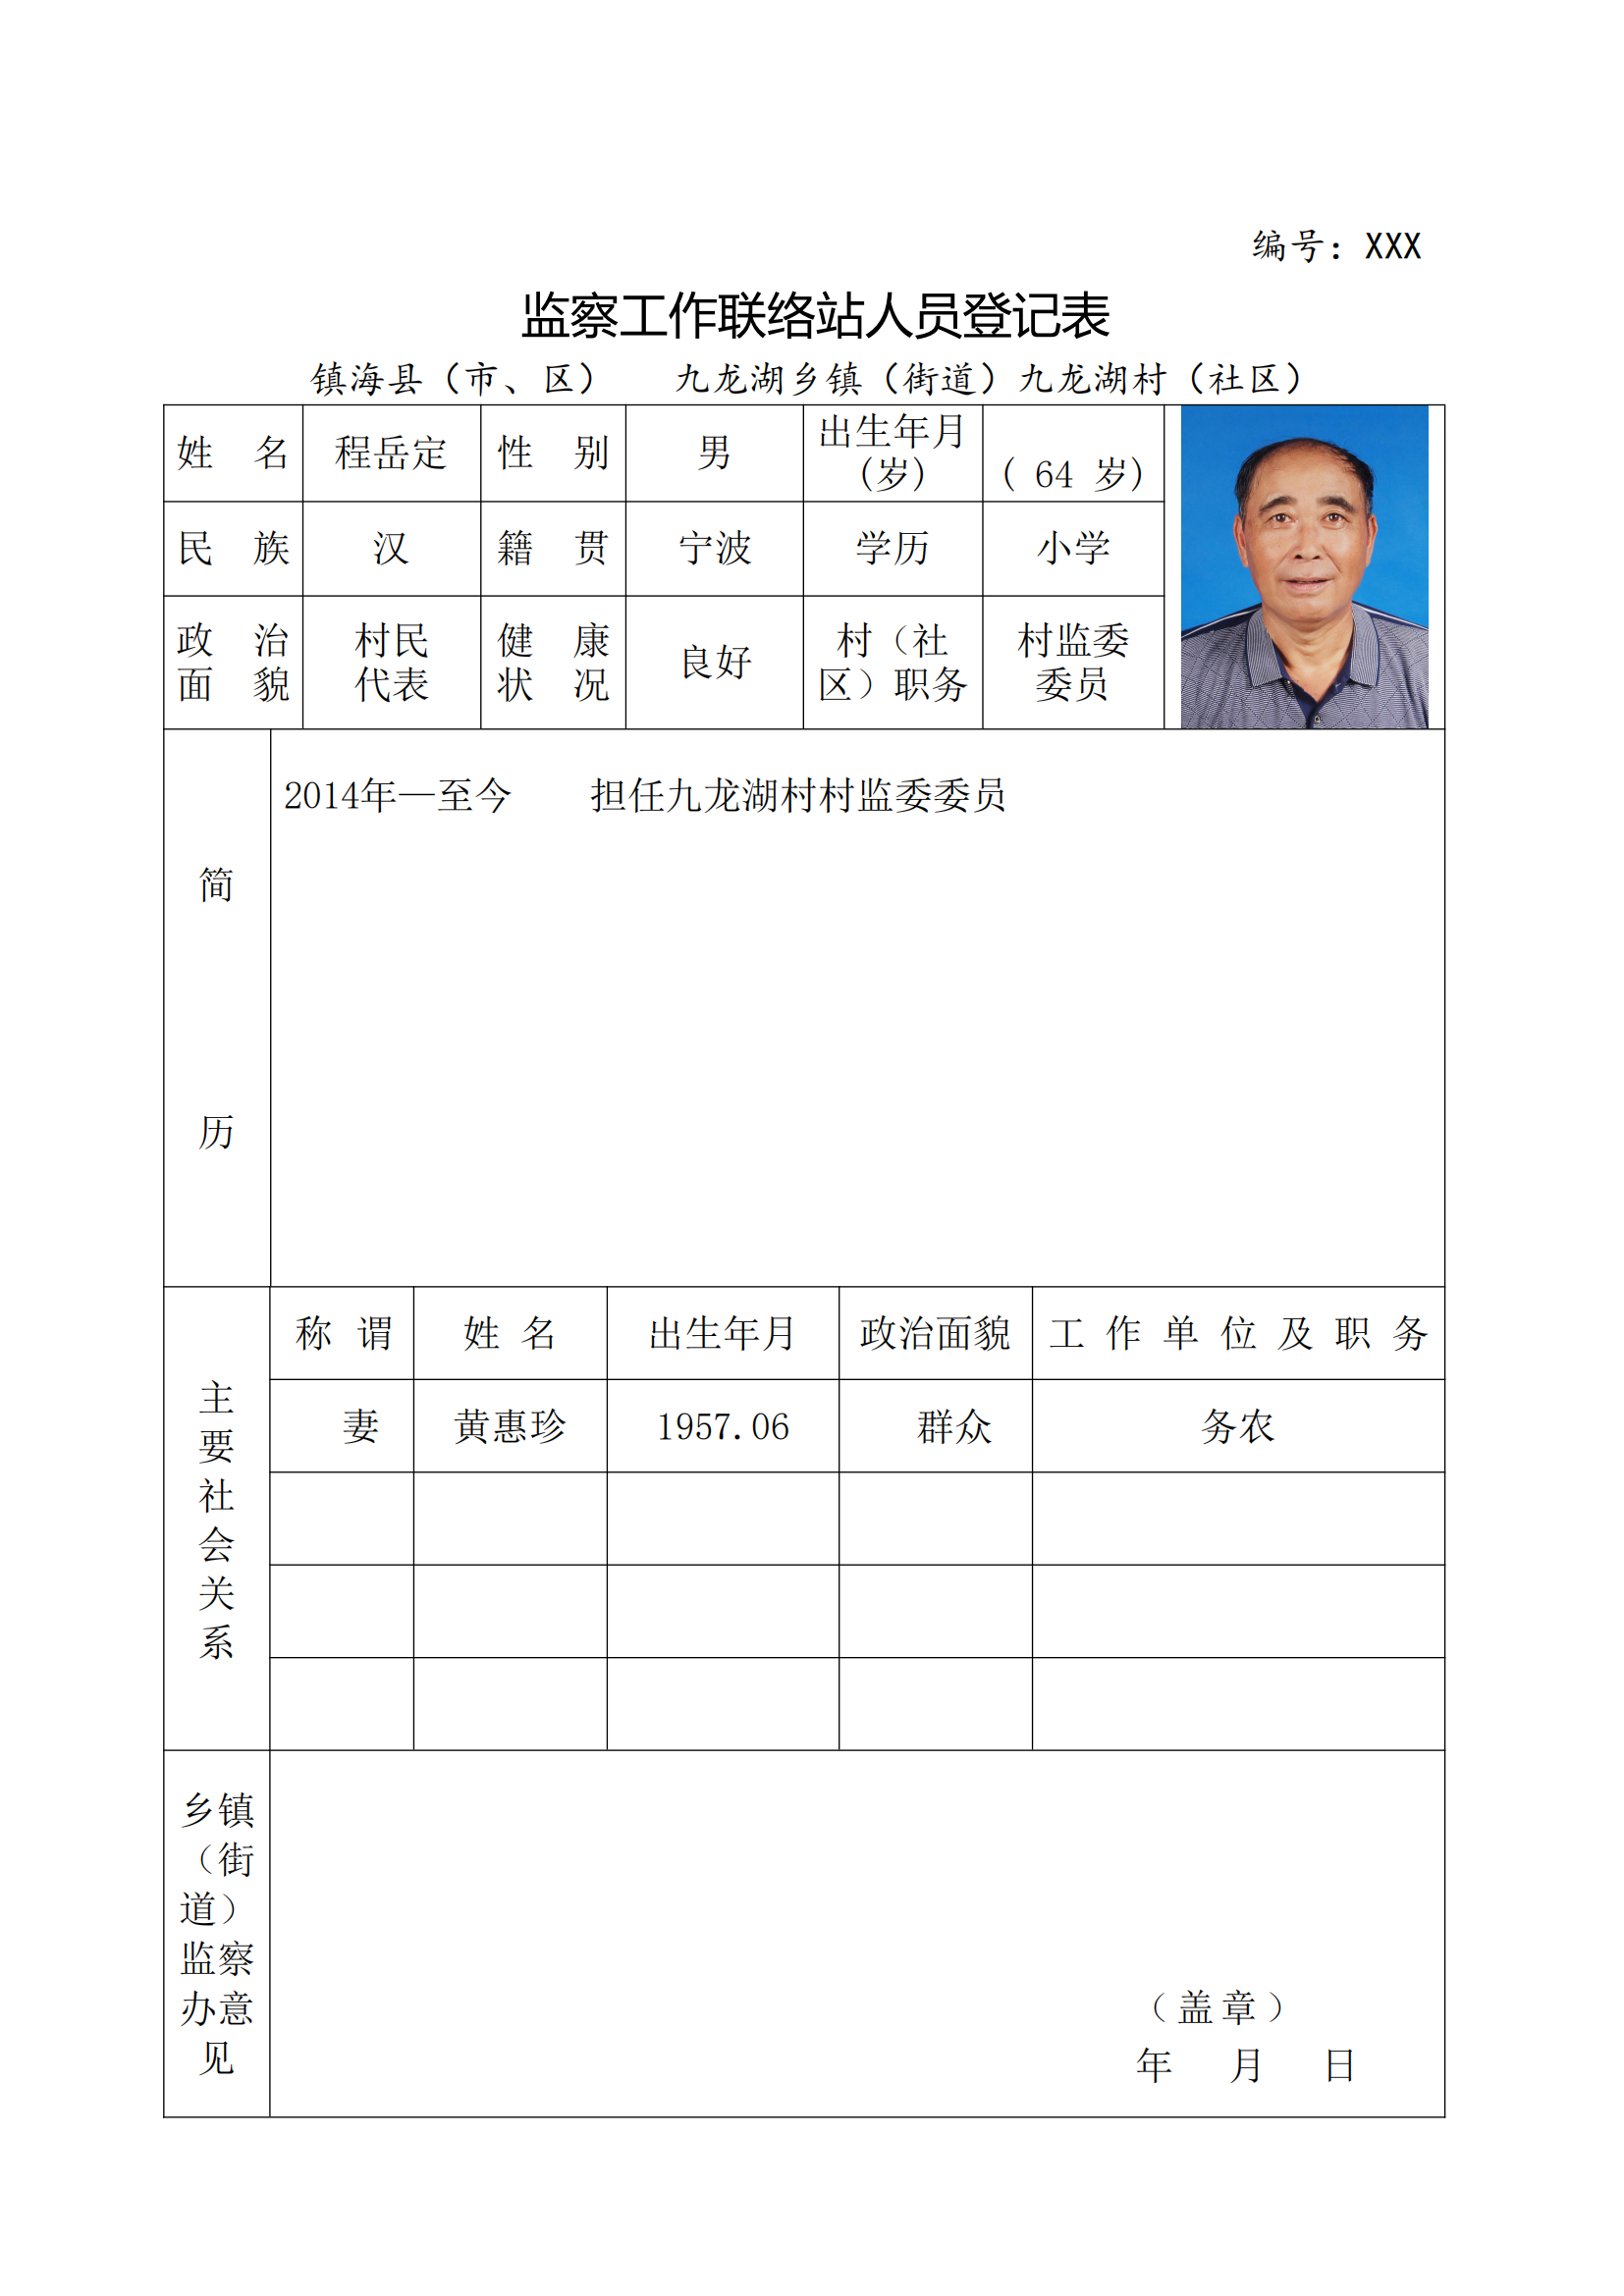 编号：XXX
监察工作联络站人员登记表
镇海县（市、区） 九龙湖乡镇（街道）九龙湖村（社区）
姓 名 程岳定 性 别 男 出生年月（岁） （ 64 岁）
民 族 汉 籍 贯 宁波 学历 小学
政 治 面 貌 村民代表 健 康 状 况 良好 村（社区）职务 村监委委员
简 历
2014年—至今 担任九龙湖村村监委委员
主要社会关系
称 谓 姓 名 出生年月 政治面貌 工 作 单 位 及 职 务
妻 黄惠珍 1957.06 群众 务农
乡镇（街道）监察办意见
（盖章）
年 月 日